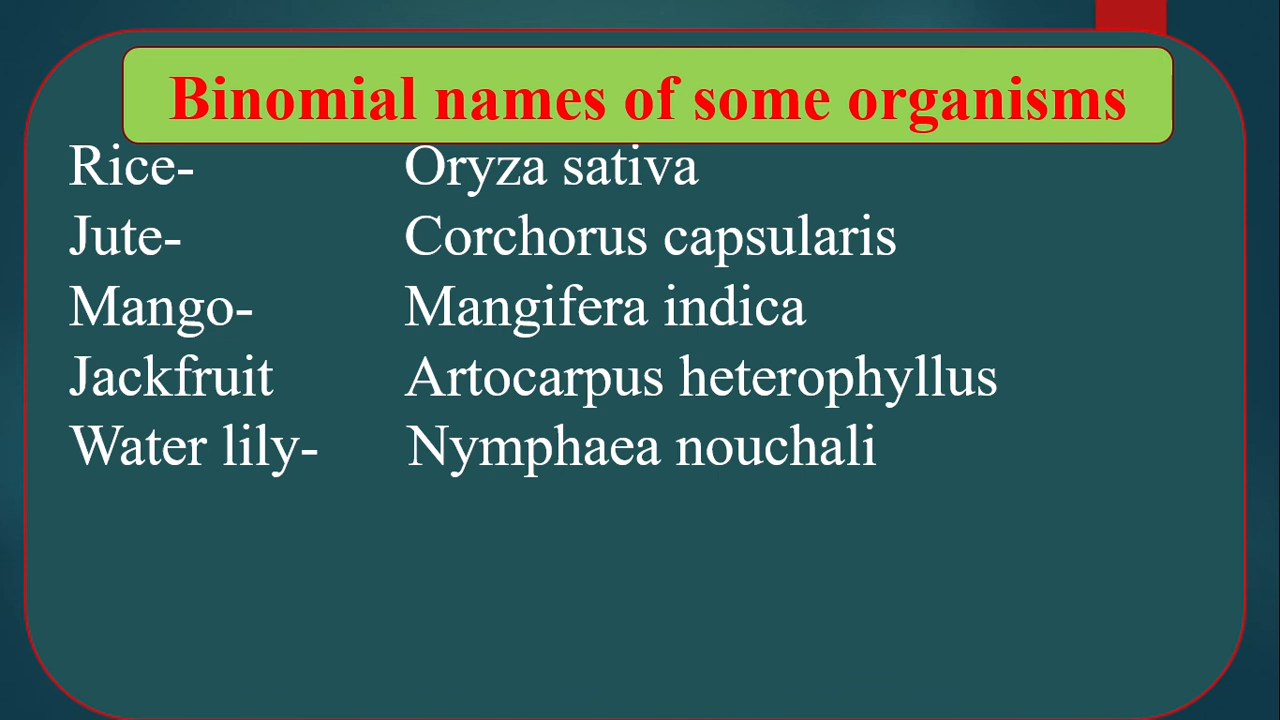 Binomial names of some organisms
Rice- Oryza sativa
Jute- Corchorus capsularis
Mango- Mangifera indica
Jackfruit Artocarpus heterophyllus
Water lily- Nymphaea nouchali